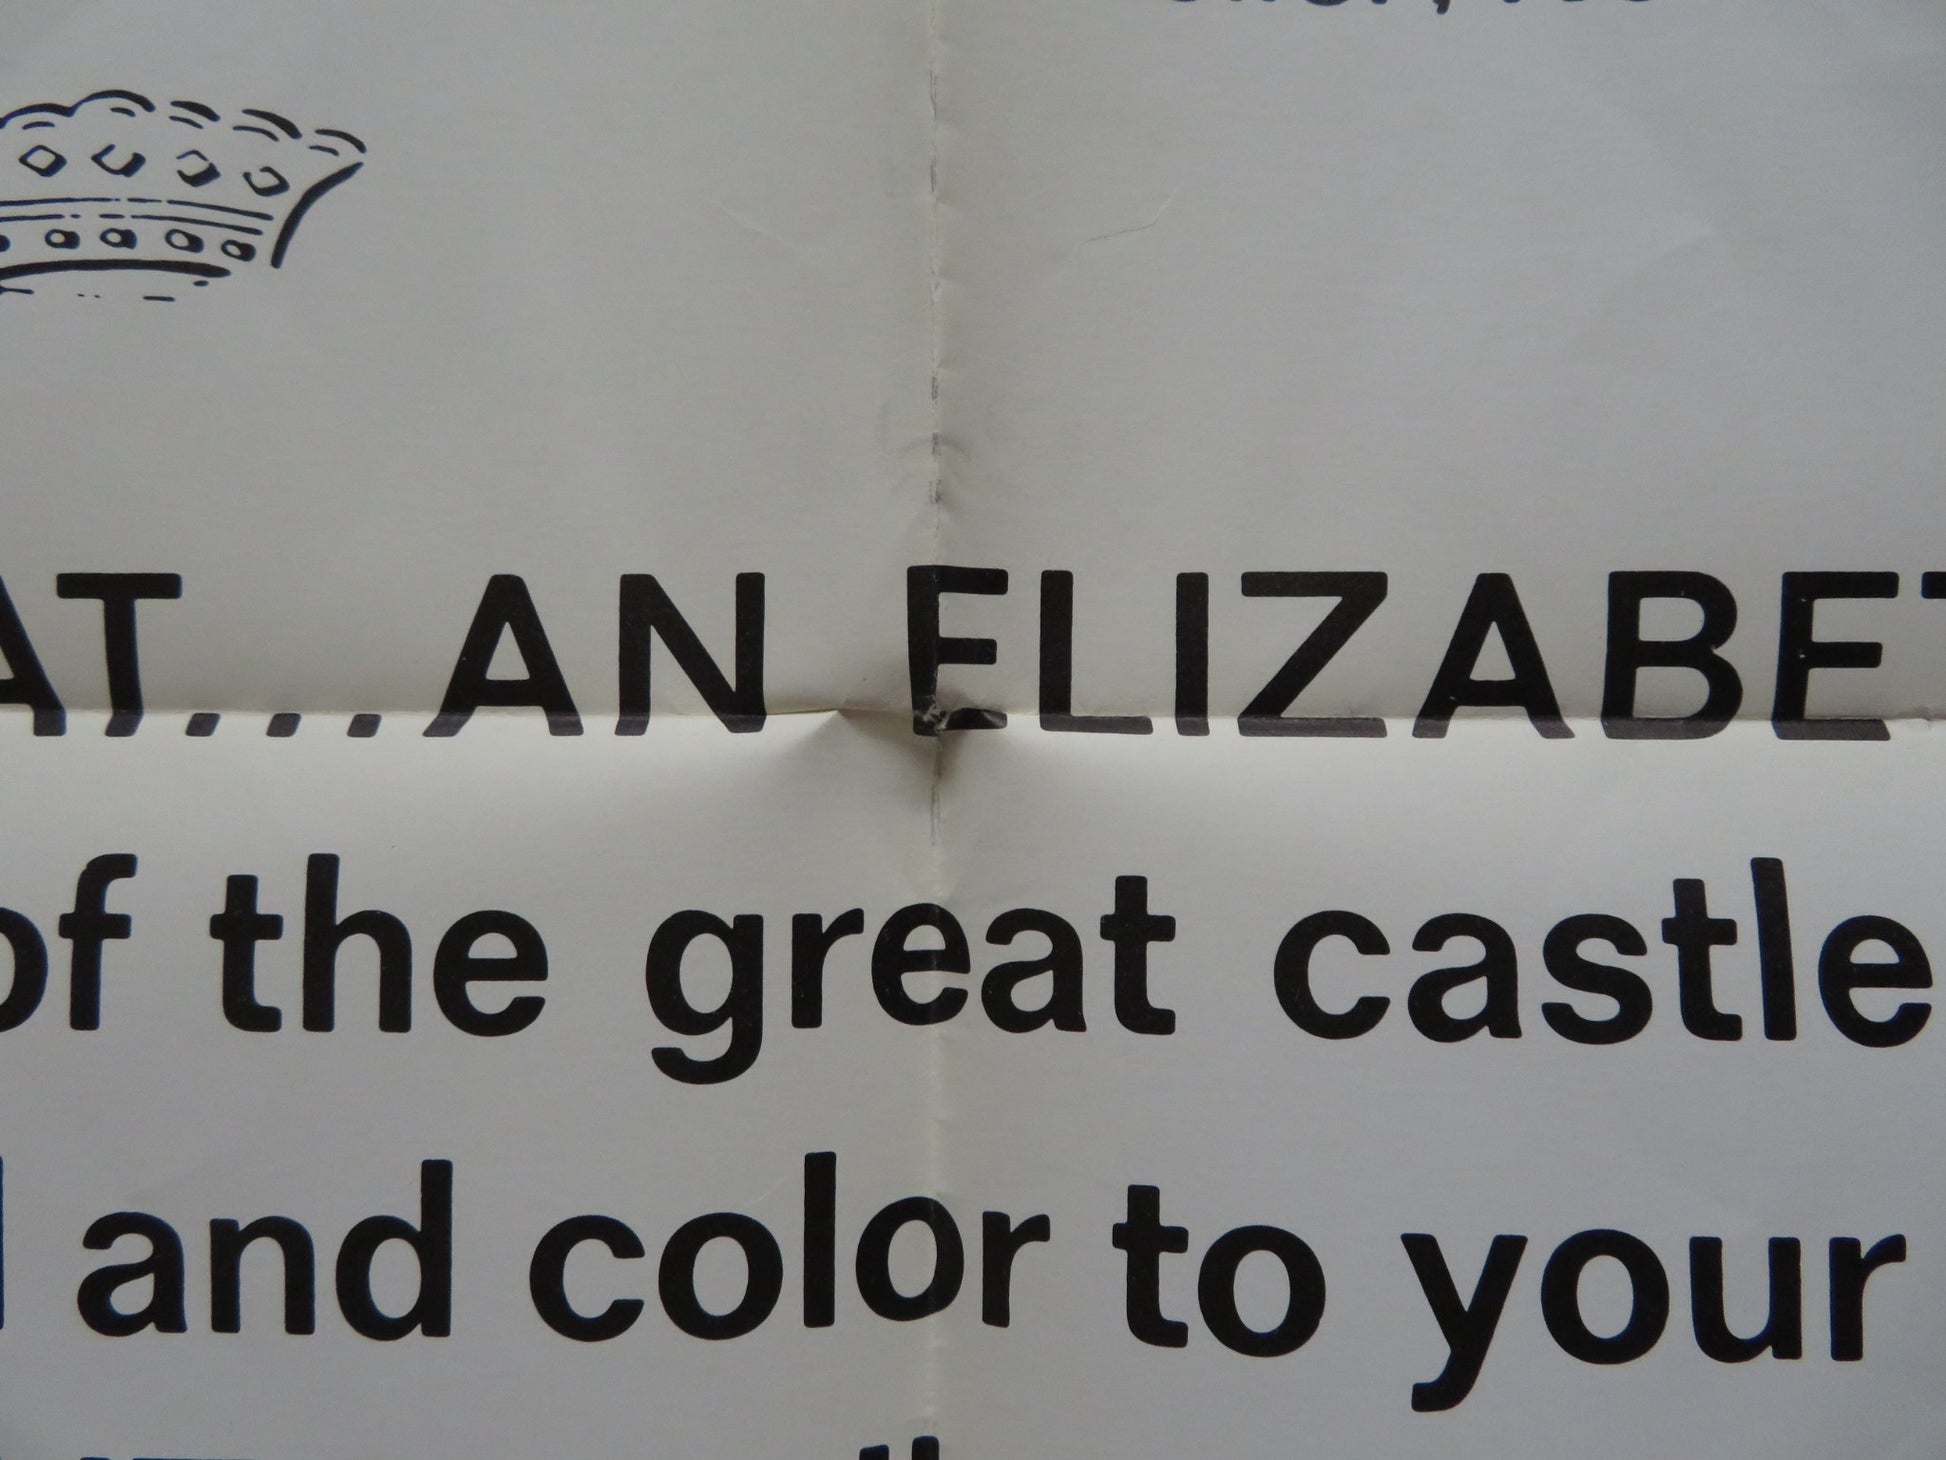 AT...AN ELIZABET
of the great castle
and color to your